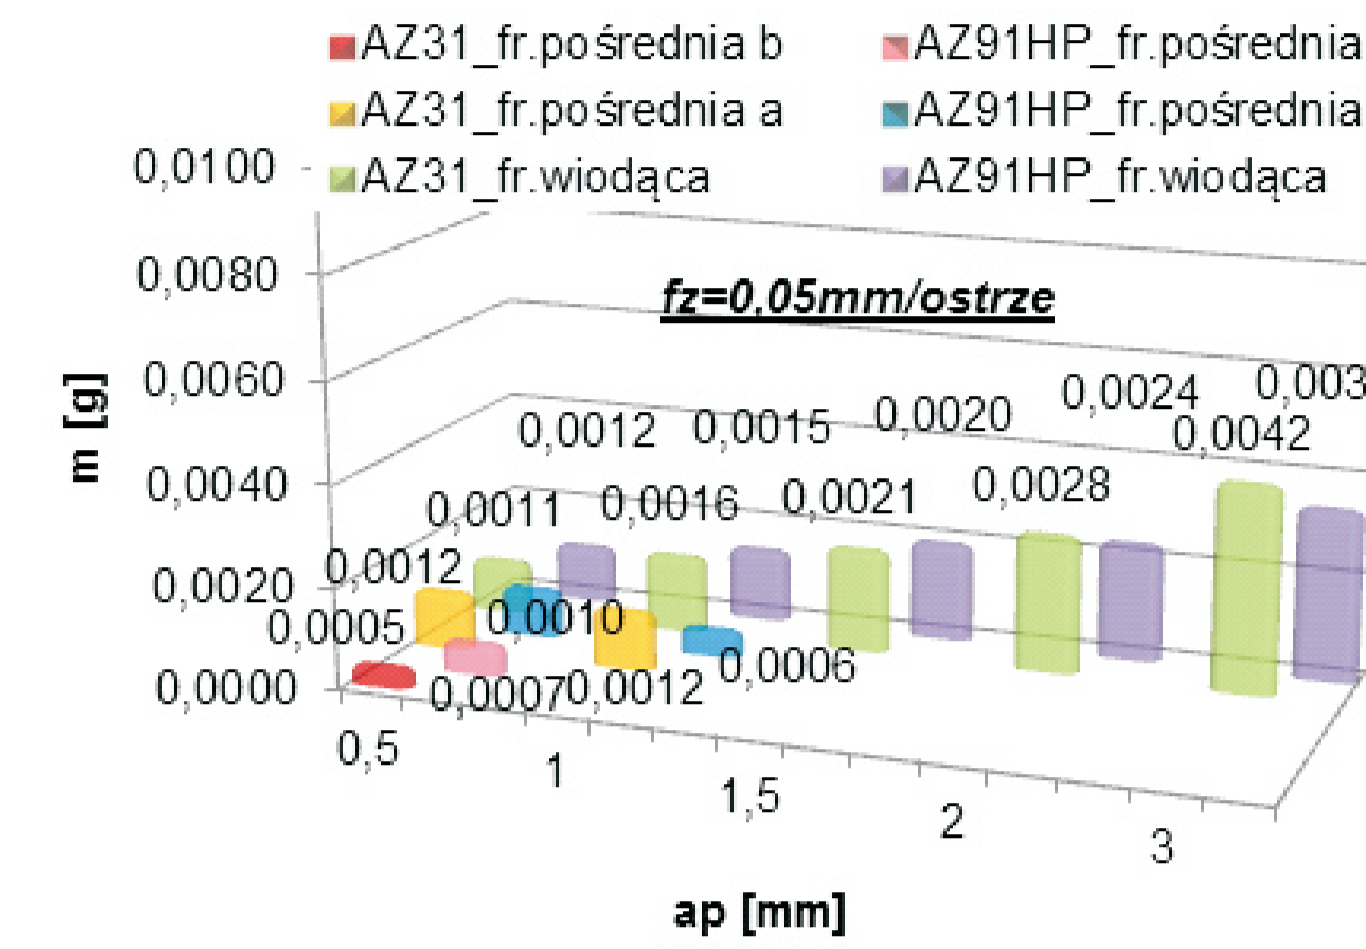 AZ31_fr.pośrednia b AZ91HP_fr.pośrednia
AZ31_fr.pośrednia a AZ91HP_fr.pośrednia
AZ31_fr.wiodąca AZ91HP_fr.wiodąca
0,0100
0,0080
fz=0,05mm/ostrze
0,0060
0,0024 0,003
0,0012 0,0015 0,0020 0,0042
m [g]
0,0040
0,0011 0,0016 0,0021 0,0028
0,0012
0,0020
0,0005 0,0010
0,0006
0,0000
0,0007 0,0012
0,5
1
1,5
2
3
ap [mm]